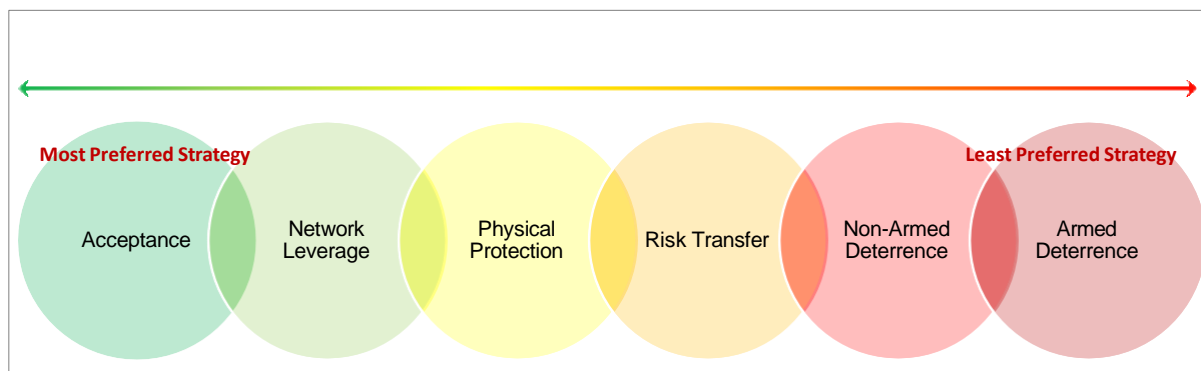 Most Preferred Strategy
Least Preferred Strategy
Acceptance
Network
Leverage
Physical
Protection
Risk Transfer
Non-Armed
Deterrence
Armed
Deterrence